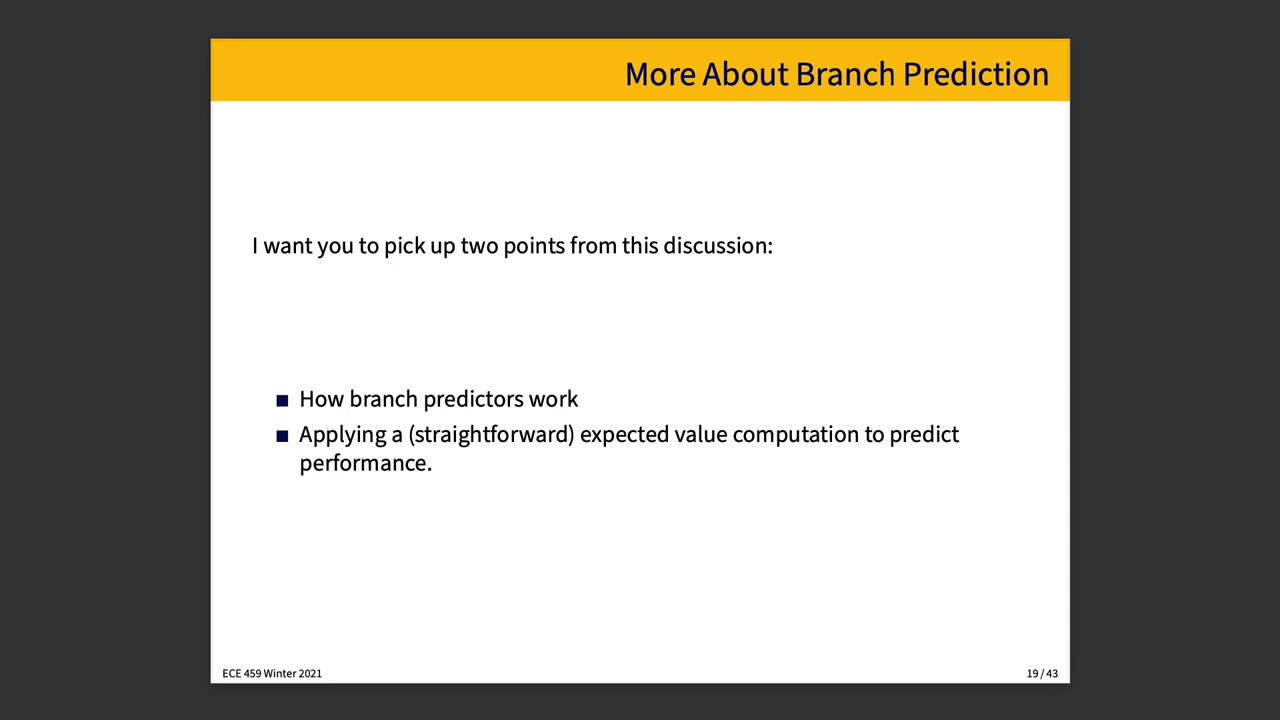 More About Branch Prediction
I want you to pick up two points from this discussion:
How branch predictors work
Applying a (straightforward) expected value computation to predict
performance.
ECE 459 Winter 2021
19 / 43